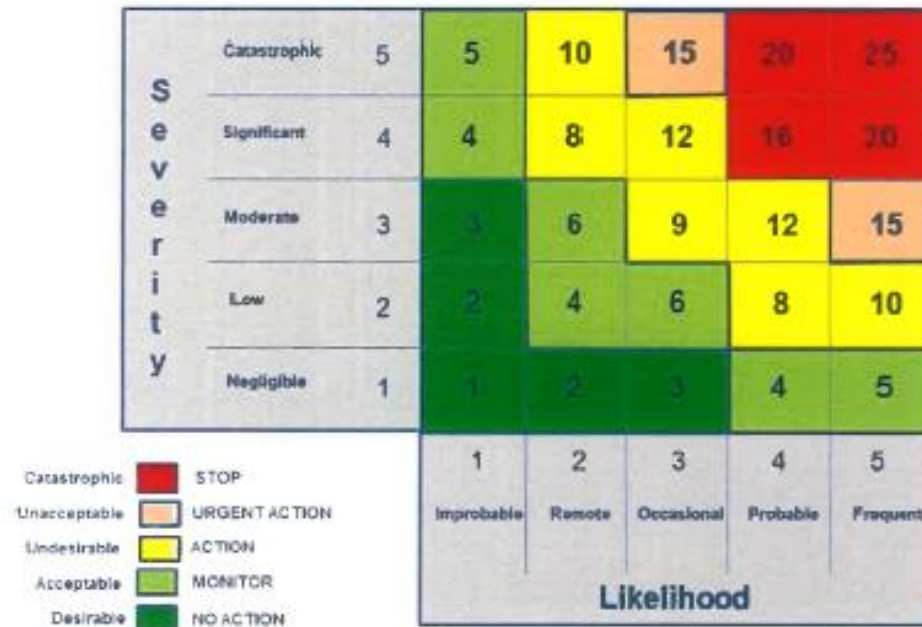 Severity
Catastrophic 5 5 10 15 20 25
Significant 4 4 8 12 16 20
Moderate 3 3 6 9 12 15
Low 2 2 4 6 8 10
Negligible 1 1 2 3 4 5
1 2 3 4 5
Improbable Remote Occasional Probable Frequent
Likelihood
Catastrophic STOP
Unacceptable URGENT ACTION
Undesirable ACTION
Acceptable MONITOR
Desirable NO ACTION